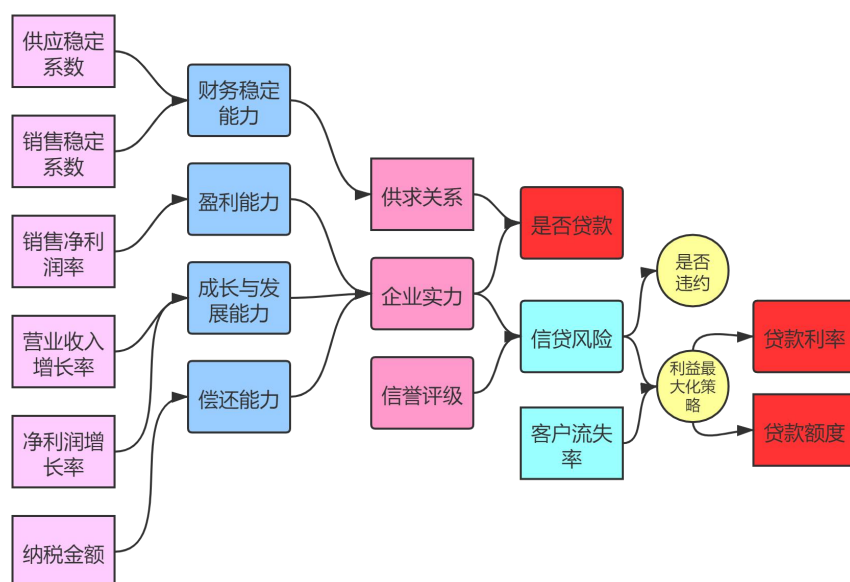 供应稳定
系数
销售稳定
系数
销售净利
润率
营业收入
增长率
净利润增
长率
纳税金额
财务稳定
能力
盈利能力
成长与发
展能力
偿还能力
供求关系
企业实力
信誉评级
是否贷款
信贷风险
客户流失
率
是否
违约
利益最
大化策
略
贷款利率
贷款额度